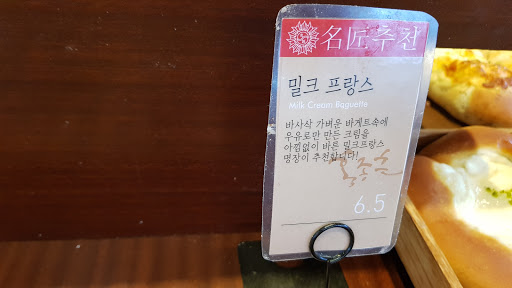 名匠추천
밀크 프랑스
Milk Cream Baguette
바사삭 가벼운 바게트속에
우유로만 만든 크림을
아낌없이 바른 밀크프랑스
명장이 추천합니다!
6.5